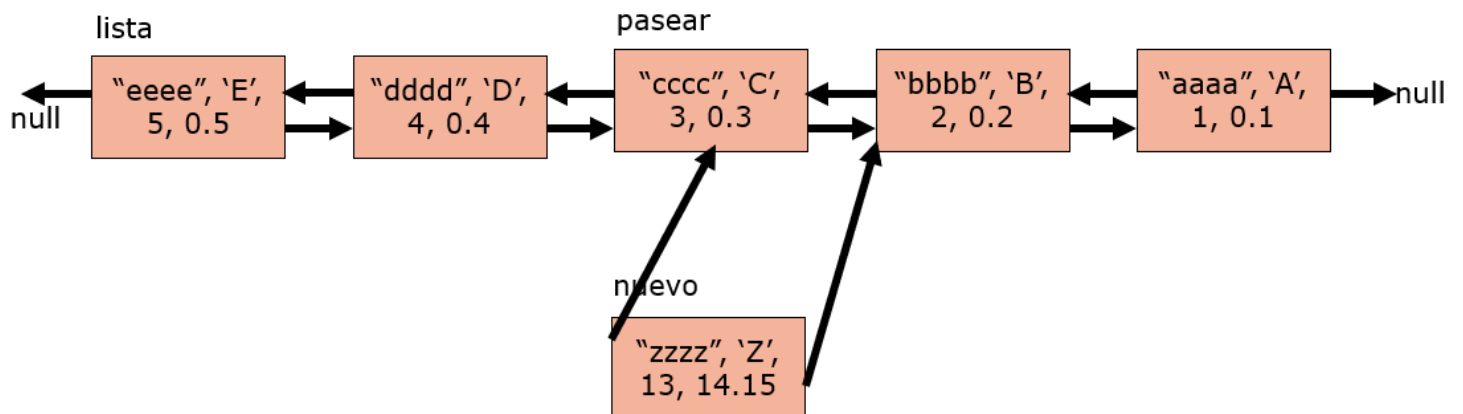 lista
pasear
null
“eeee”, ‘E’,
5, 0.5
“dddd”, ‘D’,
4, 0.4
“cccc”, ‘C’,
3, 0.3
“bbbb”, ‘B’,
2, 0.2
“aaaa”, ‘A’,
1, 0.1
null
nuevo
“zzzz”, ‘Z’,
13, 14.15